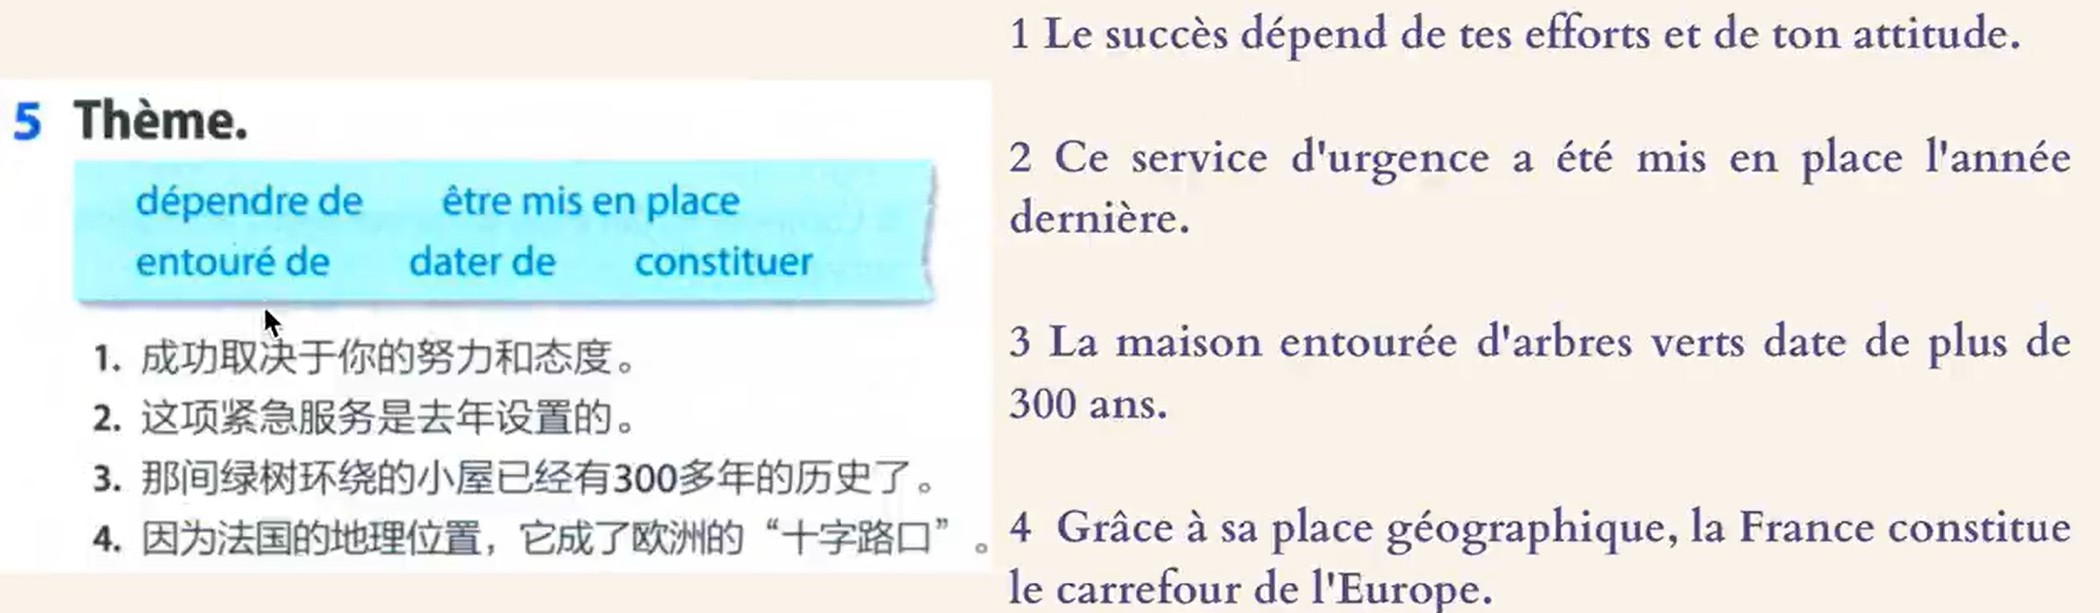 5 Thème.
dépendre de être mis en place
entouré de dater de constituer
1. 成功取决于你的努力和态度。
2. 这项紧急服务是去年设置的。
3. 那间绿树环绕的小屋已经有300多年的历史了。
4. 因为法国的地理位置，它成了欧洲的“十字路口”。
1 Le succès dépend de tes efforts et de ton attitude.
2 Ce service d'urgence a été mis en place l'année
dernière.
3 La maison entourée d'arbres verts date de plus de
300 ans.
4 Grâce à sa place géographique, la France constitue
le carrefour de l'Europe.